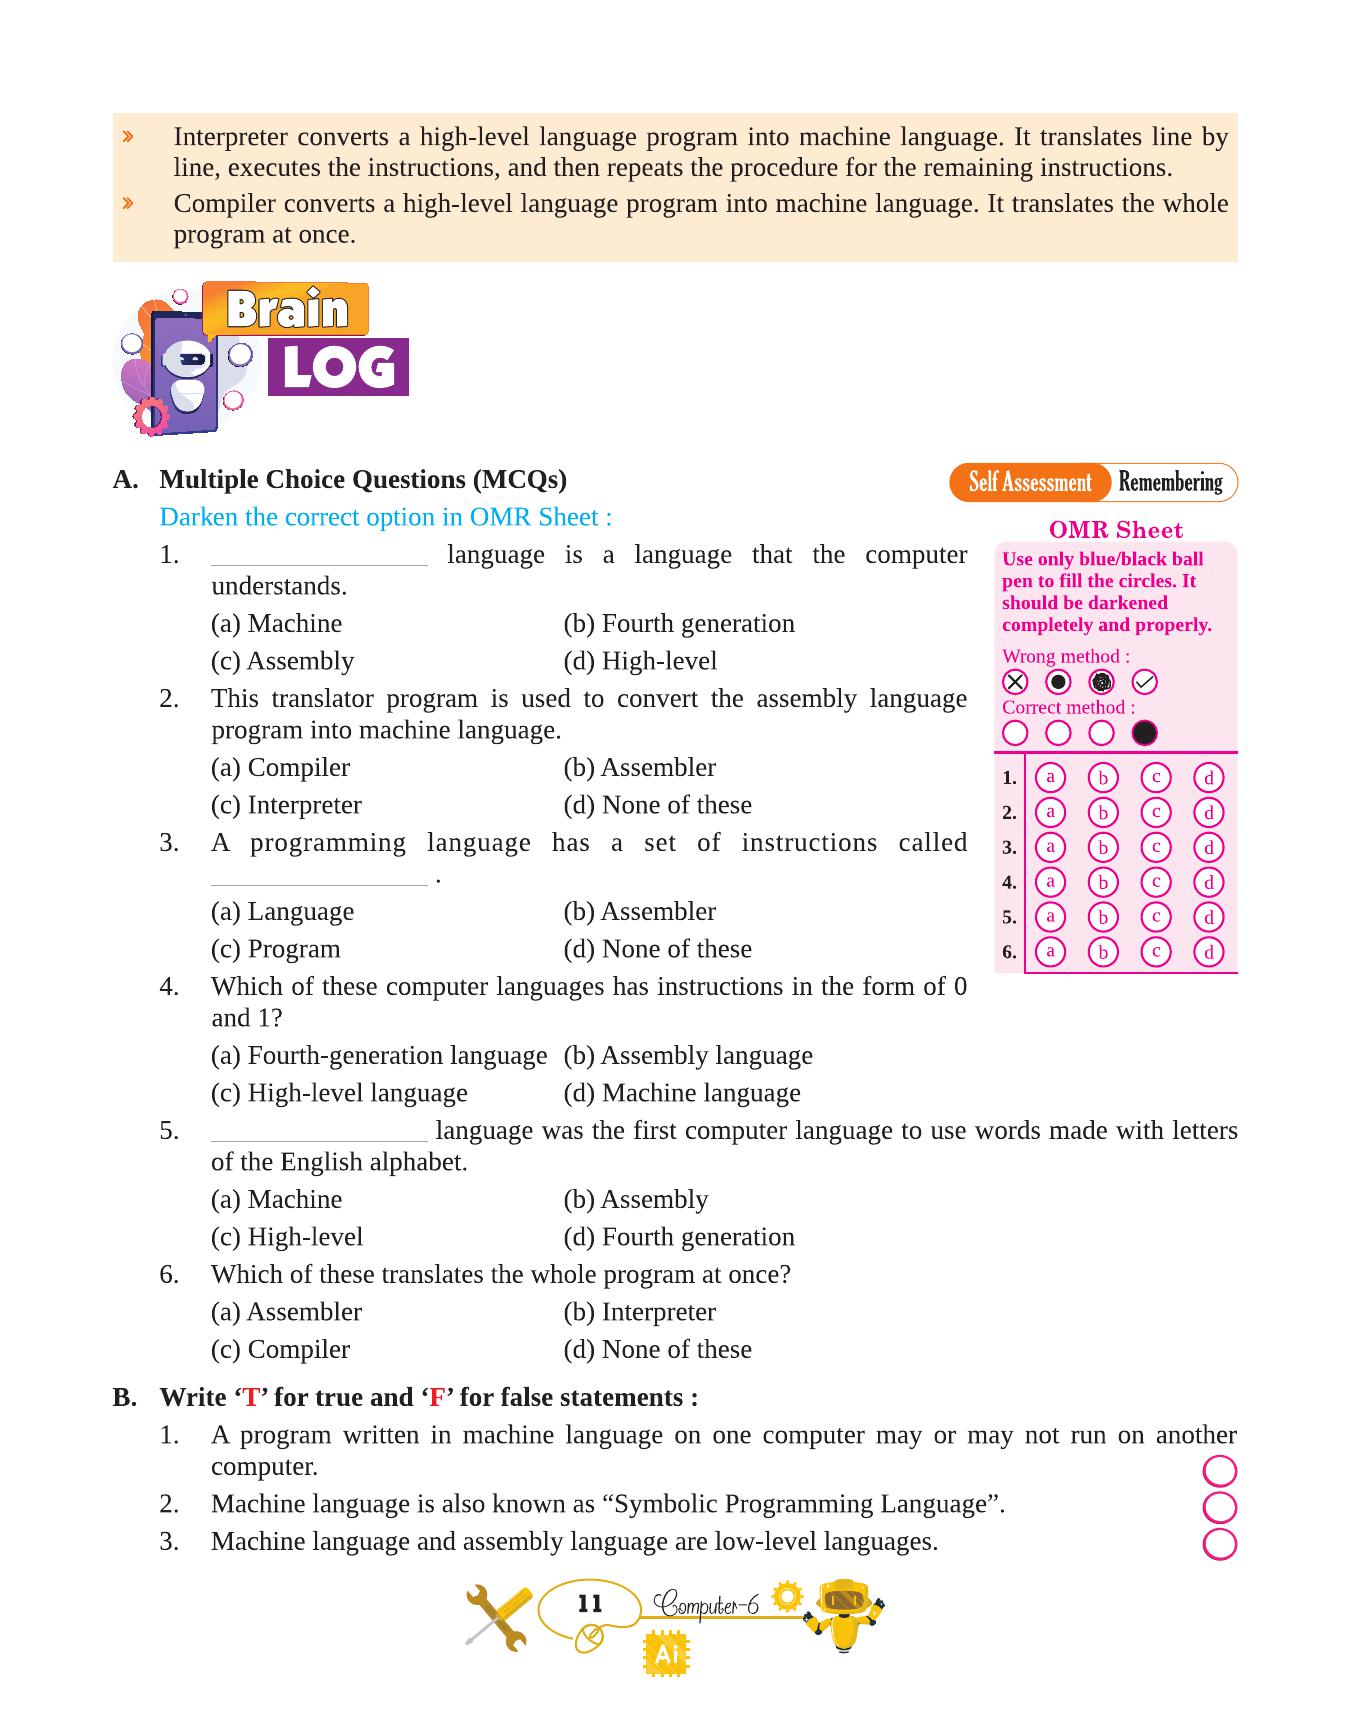 » Interpreter converts a high-level language program into machine language. It translates line by
line, executes the instructions, and then repeats the procedure for the remaining instructions.
» Compiler converts a high-level language program into machine language. It translates the whole
program at once.
Brain
LOG
A. Multiple Choice Questions (MCQs)
Self Assessment Remembering
Darken the correct option in OMR Sheet :
1. ________________ language is a language that the computer
understands.
(a) Machine (b) Fourth generation
(c) Assembly (d) High-level
2. This translator program is used to convert the assembly language
program into machine language.
(a) Compiler (b) Assembler
(c) Interpreter (d) None of these
3. A programming language has a set of instructions called
________________ .
(a) Language (b) Assembler
(c) Program (d) None of these
4. Which of these computer languages has instructions in the form of 0
and 1?
(a) Fourth-generation language (b) Assembly language
(c) High-level language (d) Machine language
OMR Sheet
Use only blue/black ball
pen to fill the circles. It
should be darkened
completely and properly.
Wrong method :
Correct method :
1. a b c d
2. a b c d
3. a b c d
4. a b c d
5. a b c d
6. a b c d
5. ________________ language was the first computer language to use words made with letters
of the English alphabet.
(a) Machine (b) Assembly
(c) High-level (d) Fourth generation
6. Which of these translates the whole program at once?
(a) Assembler (b) Interpreter
(c) Compiler (d) None of these
B. Write ‘T’ for true and ‘F’ for false statements :
1. A program written in machine language on one computer may or may not run on another
computer.
2. Machine language is also known as “Symbolic Programming Language”.
3. Machine language and assembly language are low-level languages.
11 Computer-6
Ai